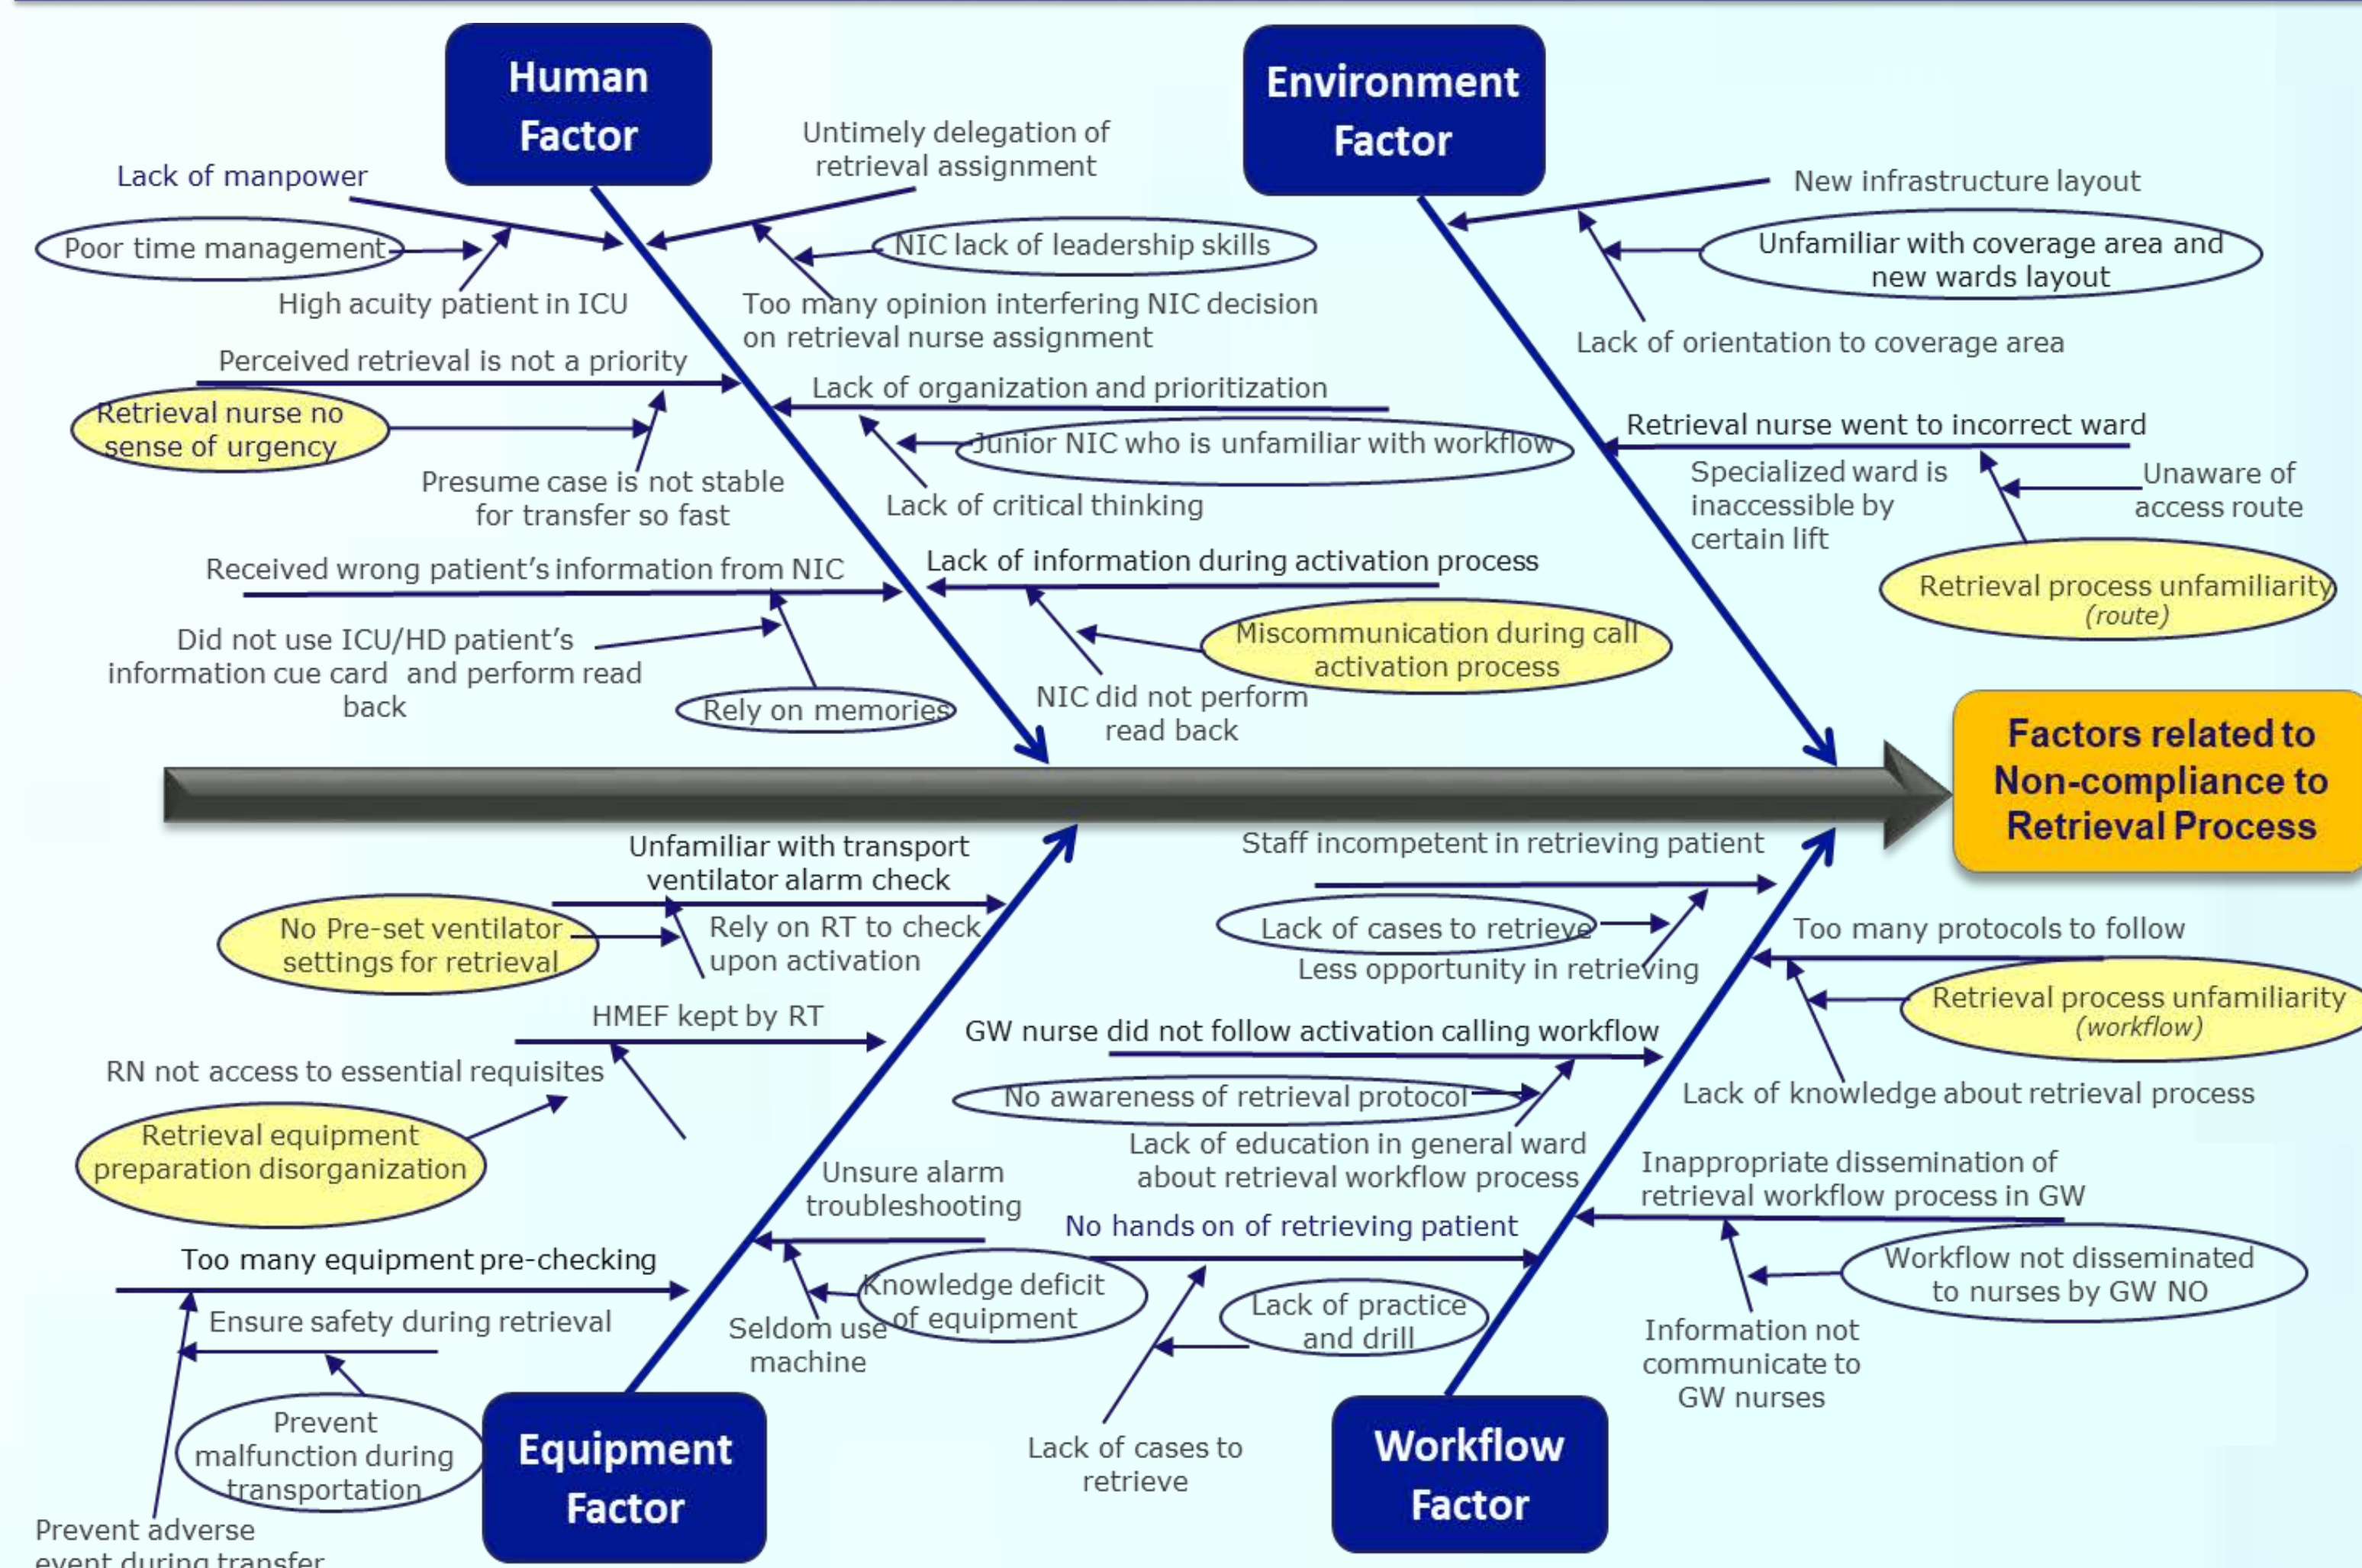 Human
Factor
Environment
Factor
Untimely delegation of
retrieval assignment
Lack of manpower
New infrastructure layout
Poor time management
NIC lack of leadership skills
Unfamiliar with coverage area and
new wards layout
High acuity patient in ICU
Too many opinion interfering NIC decision
on retrieval nurse assignment
Lack of orientation to coverage area
Perceived retrieval is not a priority
Lack of organization and prioritization
Retrieval nurse no
sense of urgency
Junior NIC who is unfamiliar with workflow
Retrieval nurse went to incorrect ward
Presume case is not stable
for transfer so fast
Lack of critical thinking
Specialized ward is
inaccessible by
certain lift
Unaware of
access route
Received wrong patient’s information from NIC
Lack of information during activation process
Retrieval process unfamiliarity
(route)
Did not use ICU/HD patient’s
information cue card and perform read
back
Miscommunication during call
activation process
Rely on memories
NIC did not perform
read back
Factors related to
Non-compliance to
Retrieval Process
Unfamiliar with transport
ventilator alarm check
Staff incompetent in retrieving patient
No Pre-set ventilator
settings for retrieval
Rely on RT to check
upon activation
Lack of cases to retrieve
Less opportunity in retrieving
Too many protocols to follow
Retrieval process unfamiliarity
(workflow)
HMEF kept by RT
GW nurse did not follow activation calling workflow
RN not access to essential requisites
No awareness of retrieval protocol
Lack of knowledge about retrieval process
Retrieval equipment
preparation disorganization
Lack of education in general ward
about retrieval workflow process
Unsure alarm
troubleshooting
Inappropriate dissemination of
retrieval workflow process in GW
No hands on of retrieving patient
Too many equipment pre-checking
Knowledge deficit
of equipment
Workflow not disseminated
to nurses by GW NO
Ensure safety during retrieval
Seldom use
machine
Lack of practice
and drill
Information not
communicate to
GW nurses
Prevent
malfunction during
transportation
Lack of cases to
retrieve
Equipment
Factor
Workflow
Factor
Prevent adverse
event during transfer